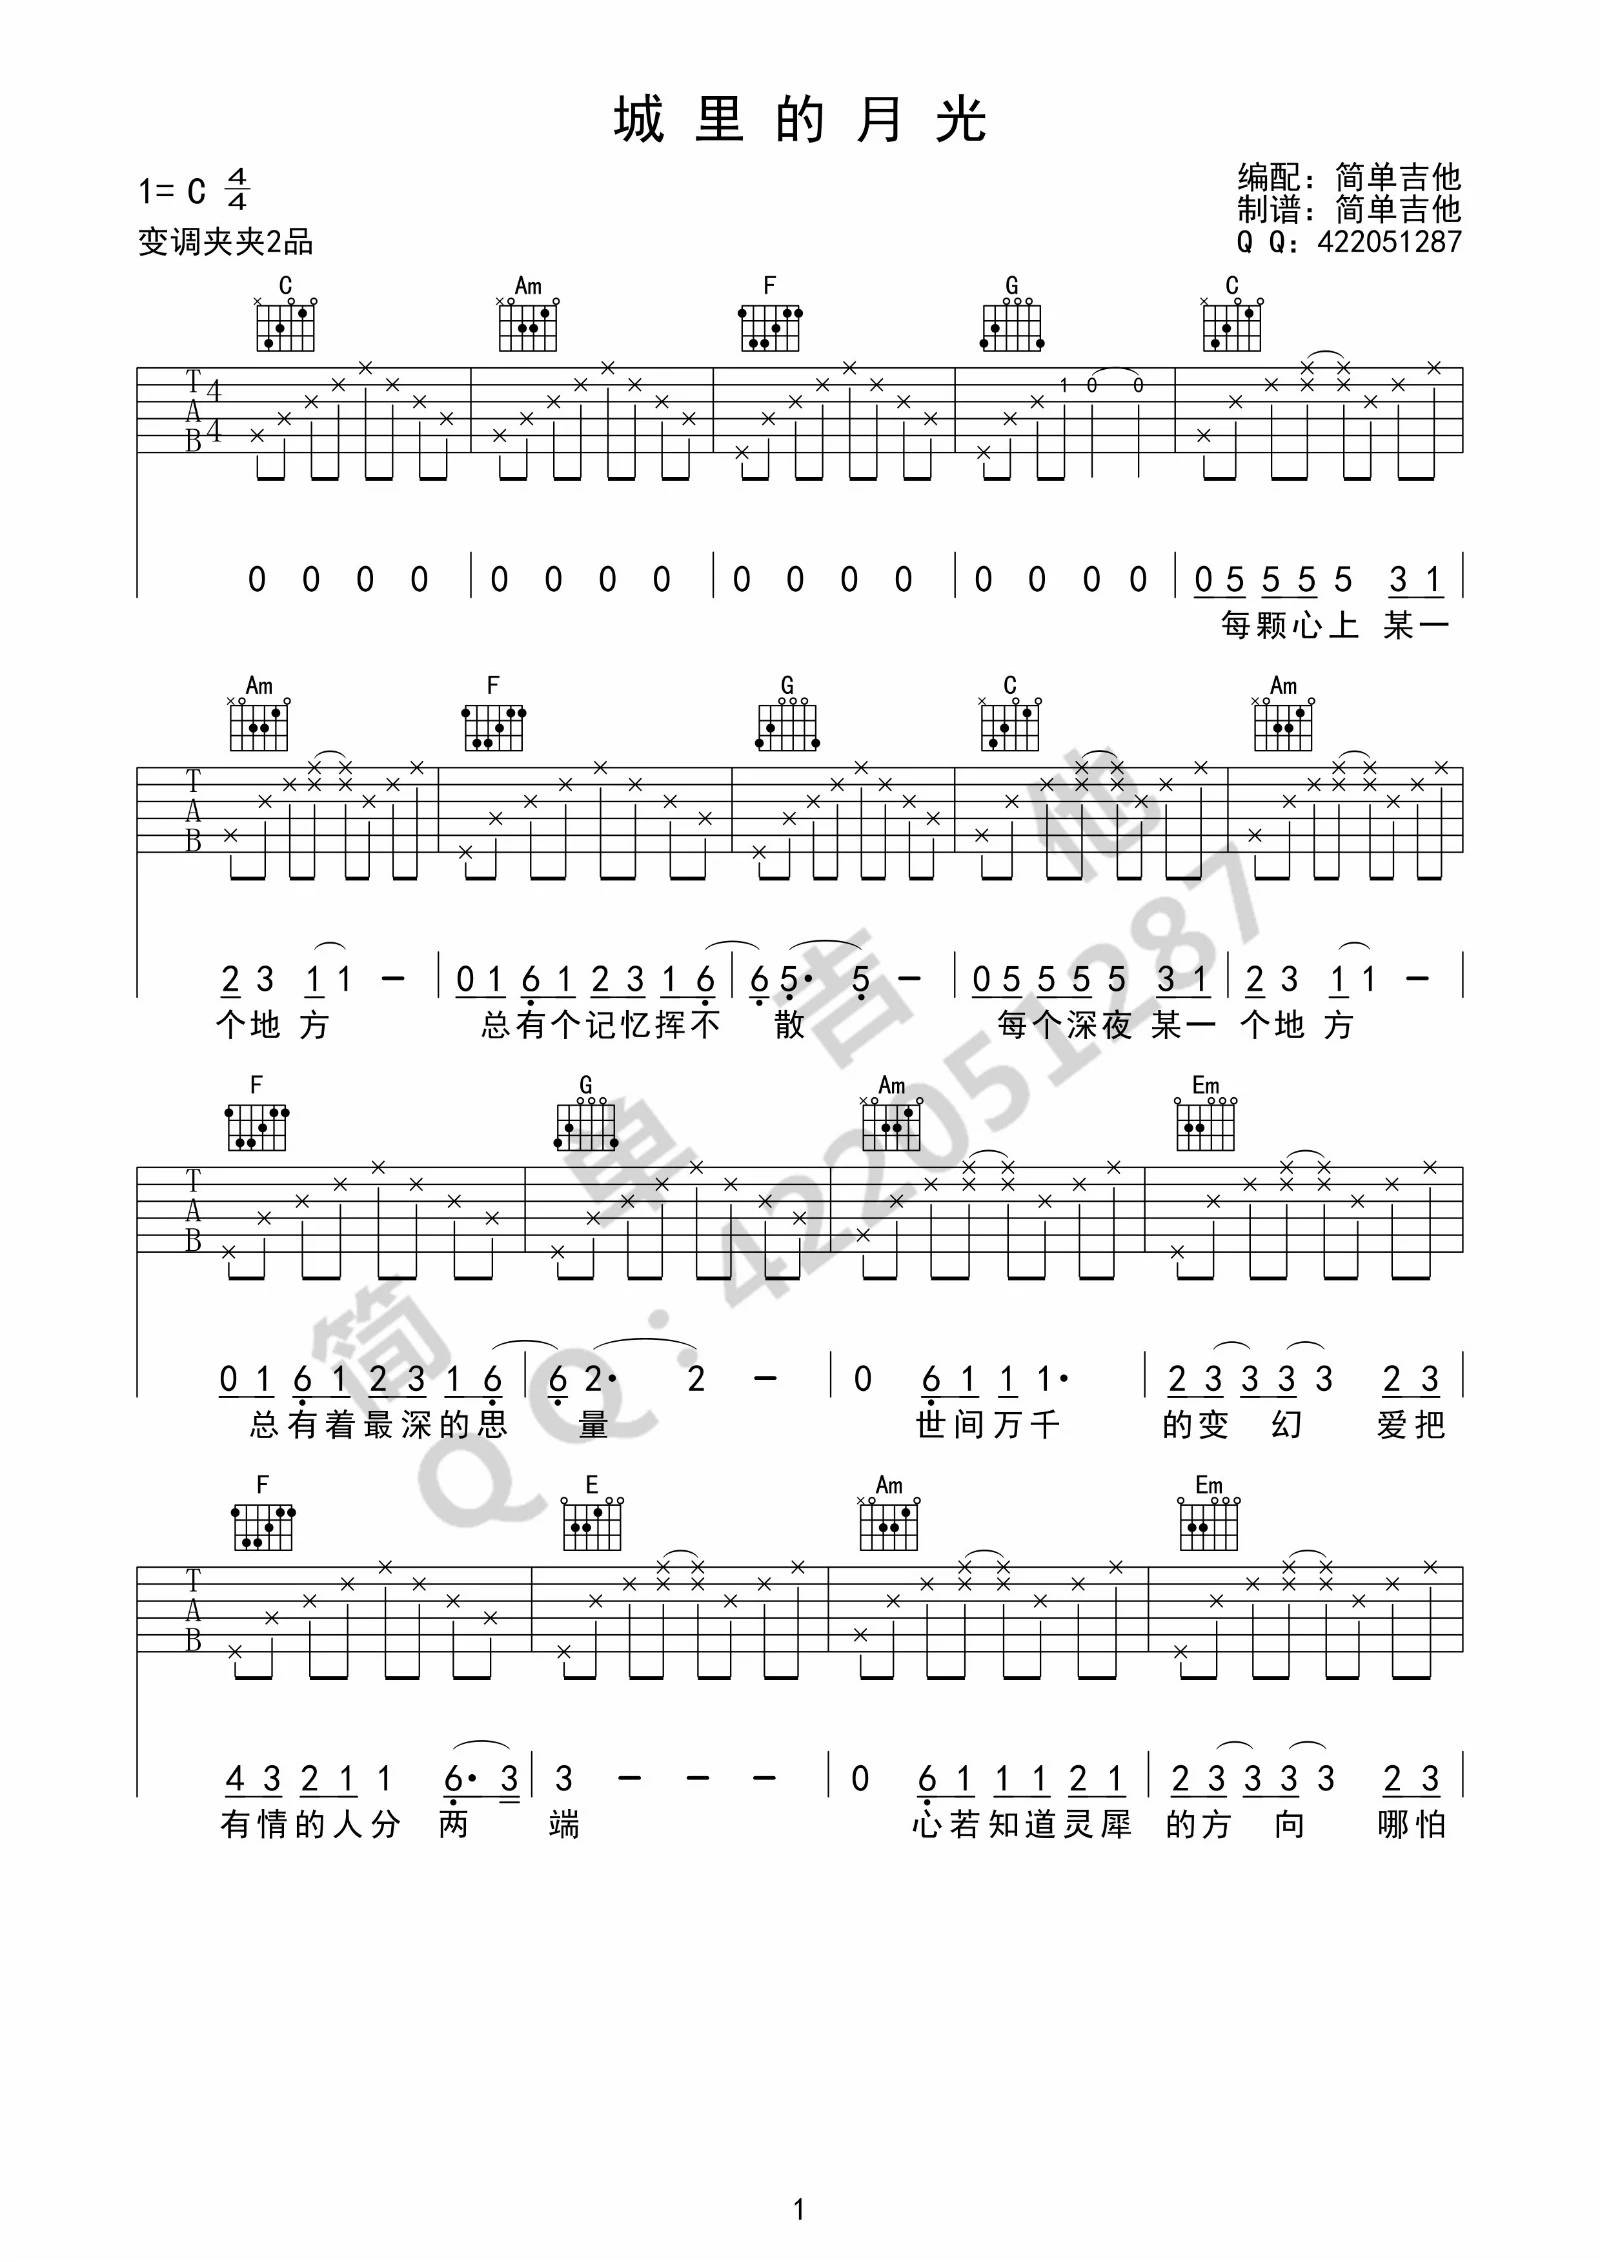 城里的月光
1= C 4/4
编配：简单吉他
制谱：简单吉他
变调夹夹2品
Q Q：422051287
C Am F G C
T A B 4 4 1 0 0
0 0 0 0 | 0 0 0 0 | 0 0 0 0 | 0 0 0 0 | 0 5 5 5 5 3 1 |
每颗心上 某一
Am F G C Am
T A B
2 3 1 1 - | 0 1 6 1 2 3 1 6 | 6 5· 5 - | 0 5 5 5 5 3 1 | 2 3 1 1 - |
个地方 总有个记忆挥不 散 每个深夜 某一 个地方
F G Am Em
T A B
0 1 6 1 2 3 1 6 | 6 2· 2 - | 0 6 1 1 1· | 2 3 3 3 3 2 3 |
总有着最深的思 量 世间万千 的变幻 爱把
F E Am Em
T A B
4 3 2 1 1 6· 3 | 3 - - - | 0 6 1 1 1 2 1 | 2 3 3 3 3 2 3 |
有情的人分两 端 心若知道灵犀 的方向 哪怕
简单吉他
QQ：422051287
1